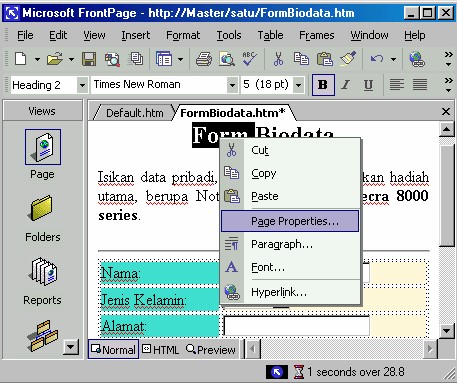 Microsoft FrontPage - http://Master/satu/FormBiodata.htm
File Edit View Insert Format Tools Table Frames Window »
Heading 2 Times New Roman 5 (18 pt) B I U »
Views
Default.htm FormBiodata.htm*
Form Biodata
Isikan data pribadi, kan hadiah
utama, berupa Not ecra 8000
series.
Cut
Copy
Paste
Page Properties...
Paragraph...
Font...
Hyperlink...
Page
Folders
Reports
Nama:
Jenis Kelamin:
Alamat:
Normal HTML Preview
1 seconds over 28.8